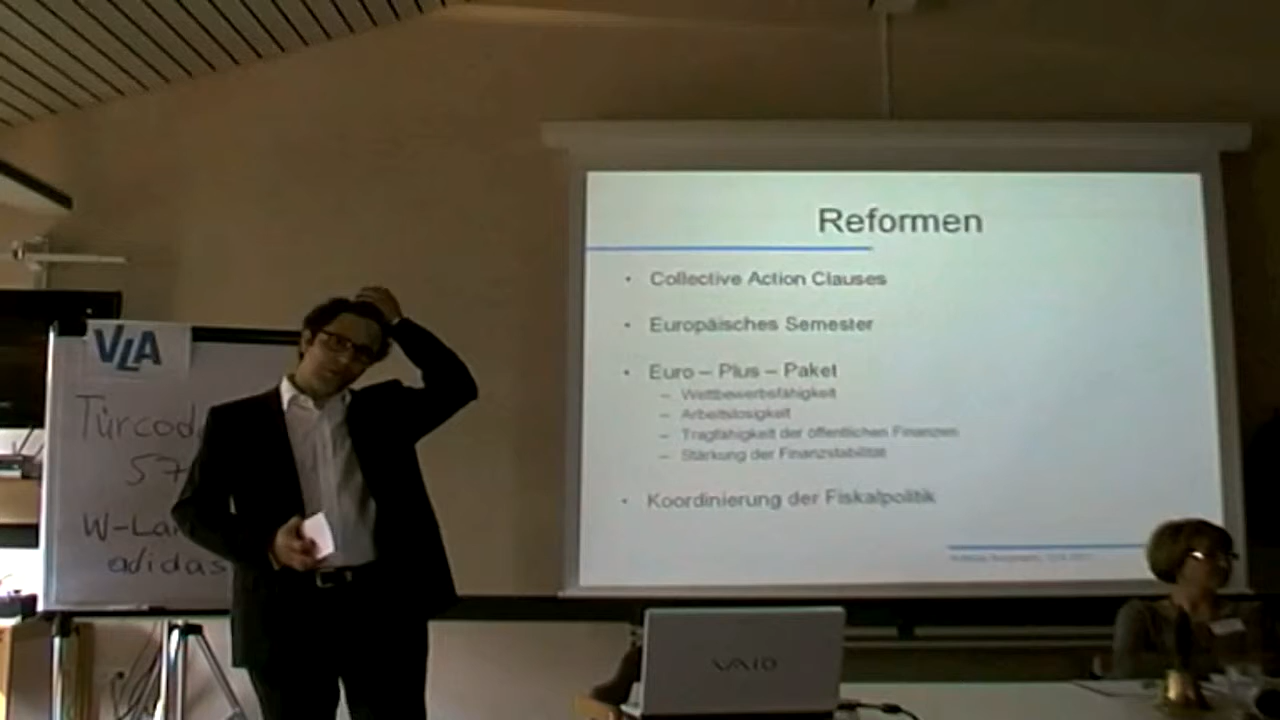 VLA
Türcod
57
W-Lan
adidas
Reformen
• Collective Action Clauses
• Europäisches Semester
• Euro – Plus – Paket
– Wettbewerbsfähigkeit
– Arbeitslosigkeit
– Tragfähigkeit der öffentlichen Finanzen
– Stärkung der Finanzstabilität
• Koordinierung der Fiskalpolitik
VAIO